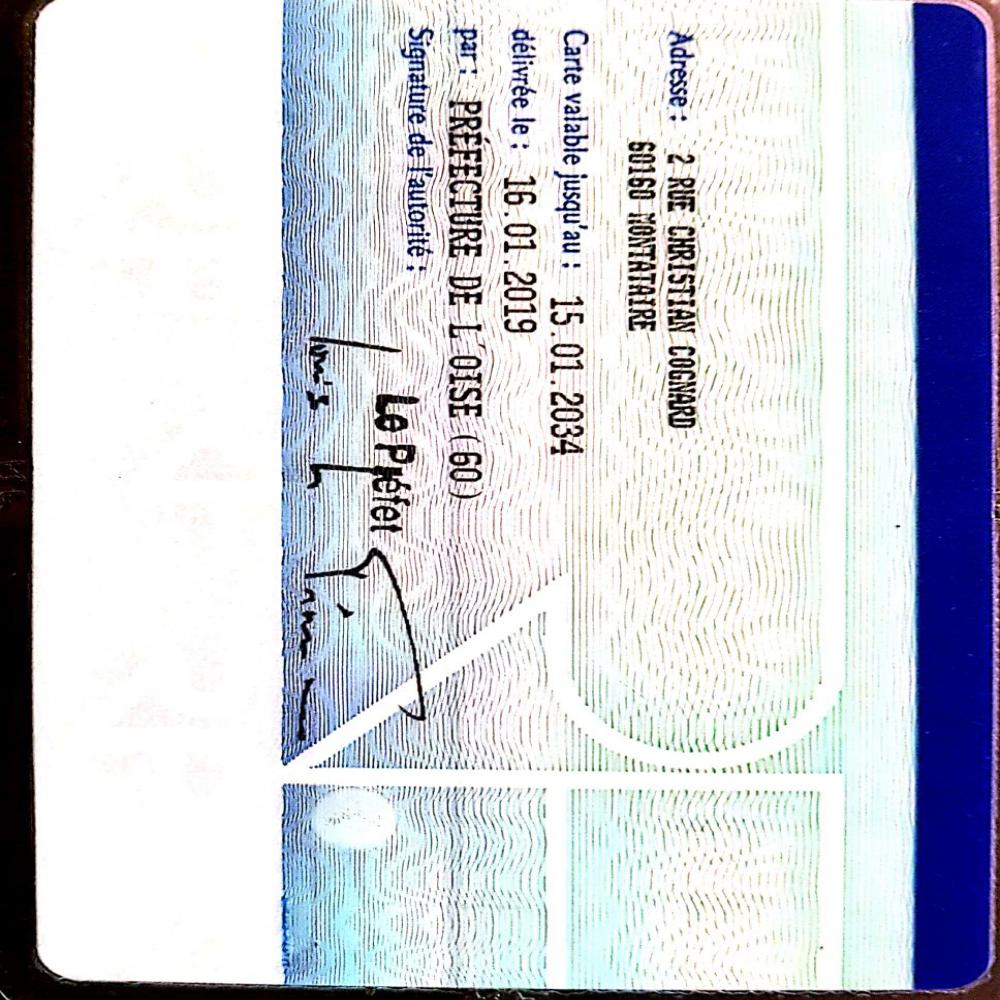 Adresse : 2 RUE CHRISTIAN COGNARD
60160 MONTATAIRE
Carte valable jusqu'au : 15.01.2034
délivrée le : 16.01.2019
par : PRÉFECTURE DE L'OISE (60)
Signature de l'autorité :
Le Préfet